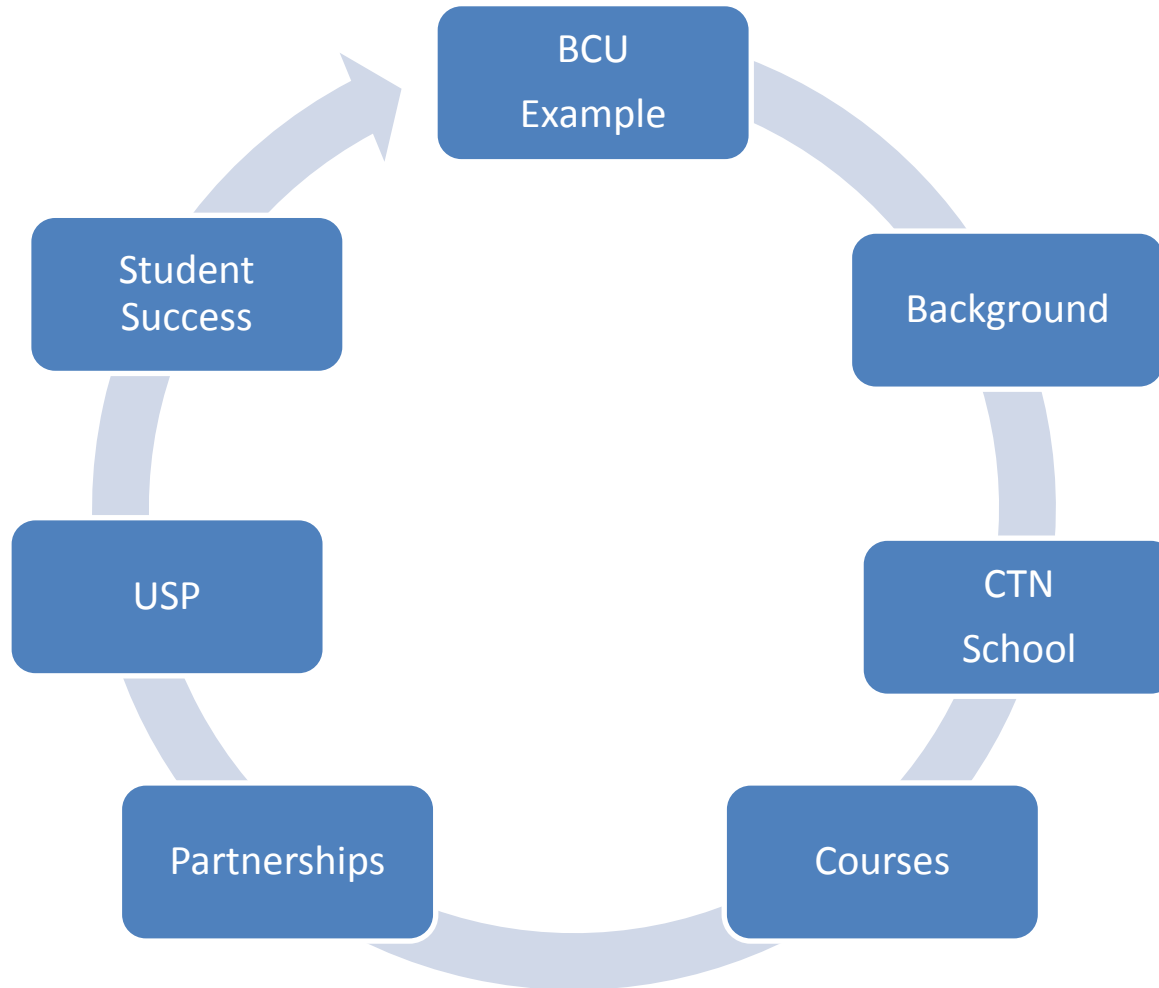 BCU
Example
Background
CTN
School
Courses
Partnerships
USP
Student
Success